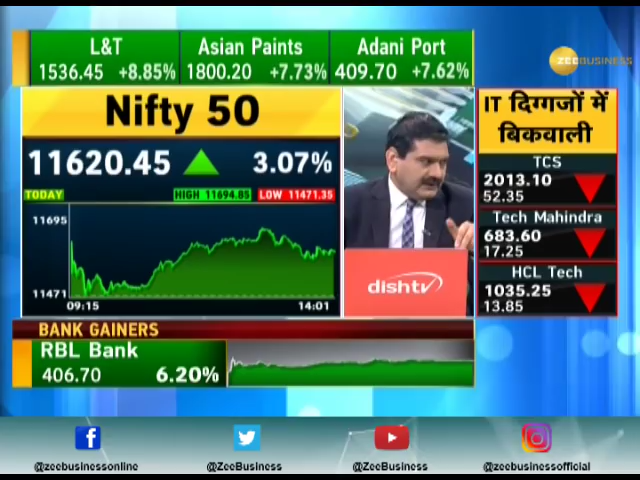 L&T
1536.45 +8.85%
Asian Paints
1800.20 +7.73%
Adani Port
409.70 +7.62%
ZEEBUSINESS
Nifty 50
11620.45 3.07%
TODAY
HIGH 11694.85 LOW 11471.35
11695
11471
09:15 14:01
dishtv
IT दिग्गजों में
बिकवाली
TCS
2013.10
52.35
Tech Mahindra
683.60
17.25
HCL Tech
1035.25
13.85
BANK GAINERS
RBL Bank
406.70 6.20%
@zeebusinessonline @ZeeBusiness @ZeeBusiness @zeebusinessofficial